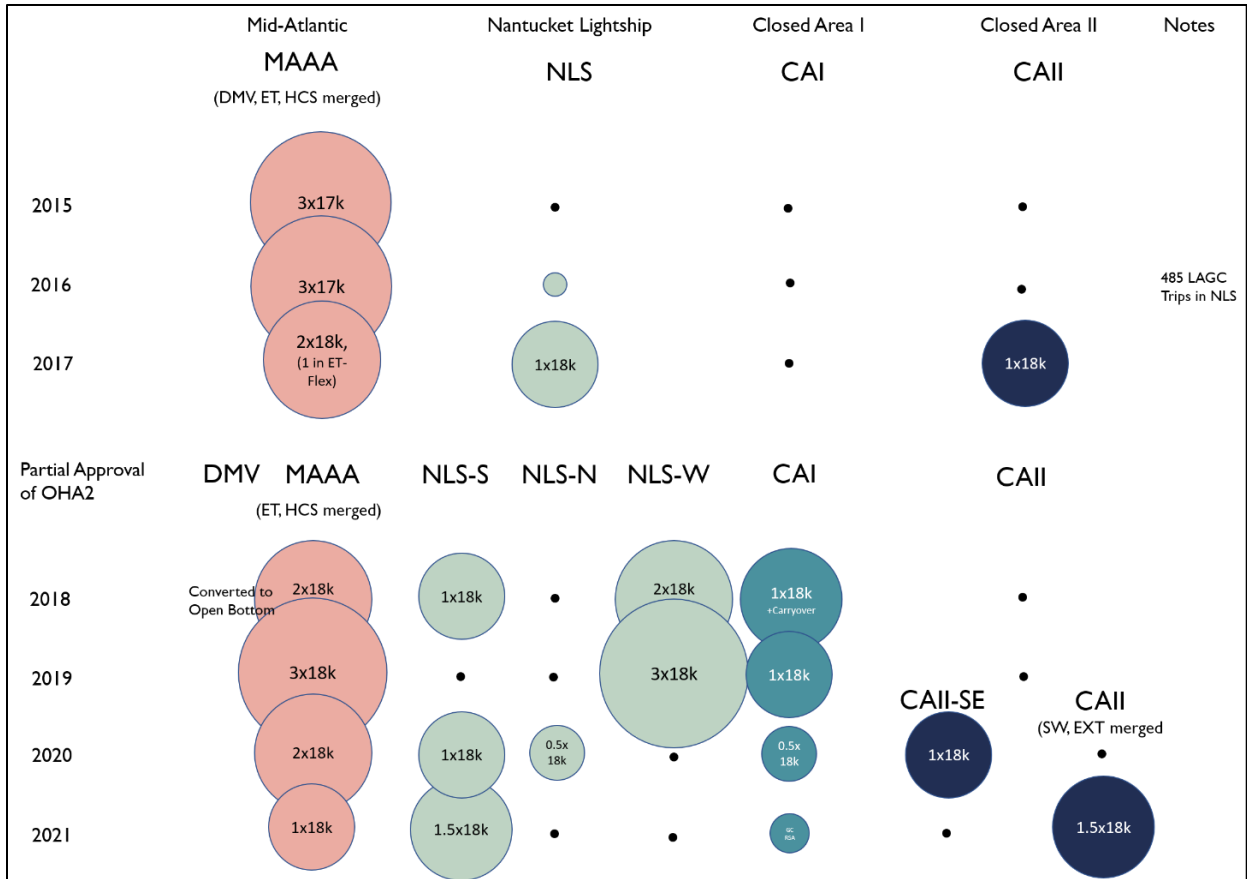 Mid-Atlantic Nantucket Lightship Closed Area I Closed Area II Notes
MAAA NLS CAI CAII
(DMV, ET, HCS merged)
2015 3x17k
2016 3x17k 485 LAGC
Trips in NLS
2017 2x18k, 1x18k 1x18k
(1 in ET-
Flex)
Partial Approval
of OHA2
DMV MAAA NLS-S NLS-N NLS-W CAI CAII
(ET, HCS merged)
2018 Converted to
Open Bottom
2x18k 1x18k 2x18k 1x18k
+Carryover
2019 3x18k 3x18k 1x18k
CAII-SE CAII
(SW, EXT merged
2020 2x18k 1x18k 0.5x
18k
0.5x
18k
1x18k
2021 1x18k 1.5x18k GC
RSA
1.5x18k